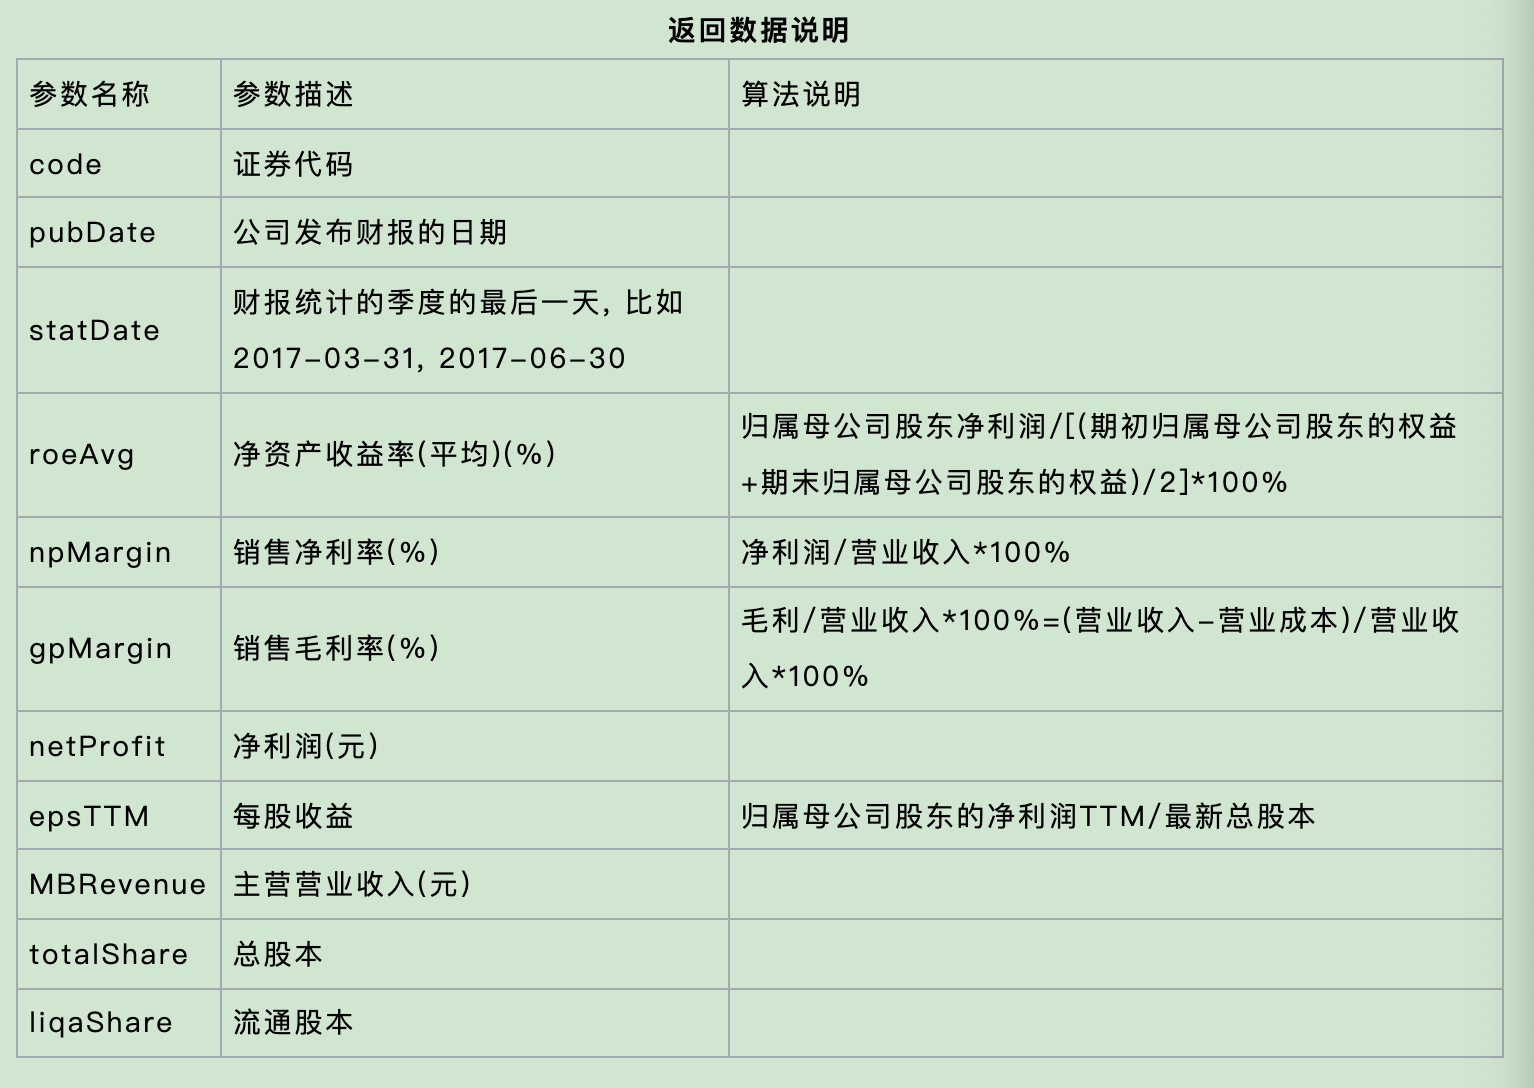 返回数据说明
参数名称 参数描述 算法说明
code 证券代码
pubDate 公司发布财报的日期
statDate 财报统计的季度的最后一天, 比如
2017-03-31, 2017-06-30
roeAvg 净资产收益率(平均)(%) 归属母公司股东净利润/[(期初归属母公司股东的权益
+期末归属母公司股东的权益)/2]*100%
npMargin 销售净利率(%) 净利润/营业收入*100%
gpMargin 销售毛利率(%) 毛利/营业收入*100%=(营业收入-营业成本)/营业收
入*100%
netProfit 净利润(元)
epsTTM 每股收益 归属母公司股东的净利润TTM/最新总股本
MBRevenue 主营营业收入(元)
totalShare 总股本
liqaShare 流通股本